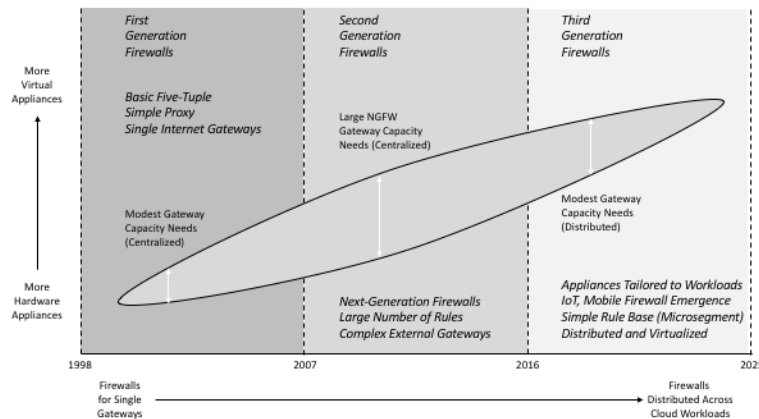 First
Generation
Firewalls
Second
Generation
Firewalls
Third
Generation
Firewalls
More
Virtual
Appliances
Basic Five-Tuple
Simple Proxy
Single Internet Gateways
Large NGFW
Gateway Capacity
Needs (Centralized)
Modest Gateway
Capacity Needs
(Centralized)
Modest Gateway
Capacity Needs
(Distributed)
More
Hardware
Appliances
Next-Generation Firewalls
Large Number of Rules
Complex External Gateways
Appliances Tailored to Workloads
IoT, Mobile Firewall Emergence
Simple Rule Base (Microsegment)
Distributed and Virtualized
1998
2007
2016
Firewalls
for Single
Gateways
Firewalls
Distributed Across
Cloud Workloads